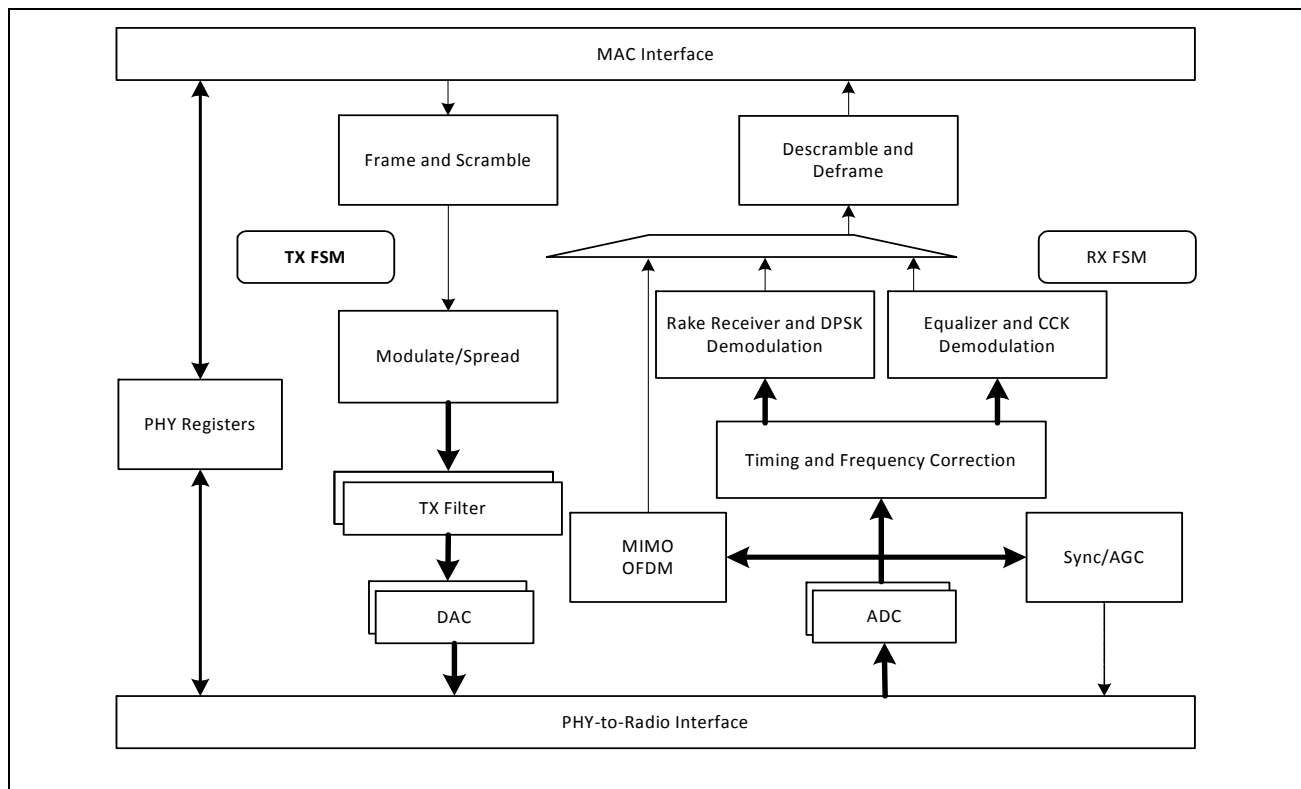 MAC Interface
Frame and Scramble
Descramble and
Deframe
TX FSM
RX FSM
Rake Receiver and DPSK
Demodulation
Equalizer and CCK
Demodulation
Modulate/Spread
PHY Registers
Timing and Frequency Correction
TX Filter
MIMO
OFDM
Sync/AGC
DAC
ADC
PHY-to-Radio Interface